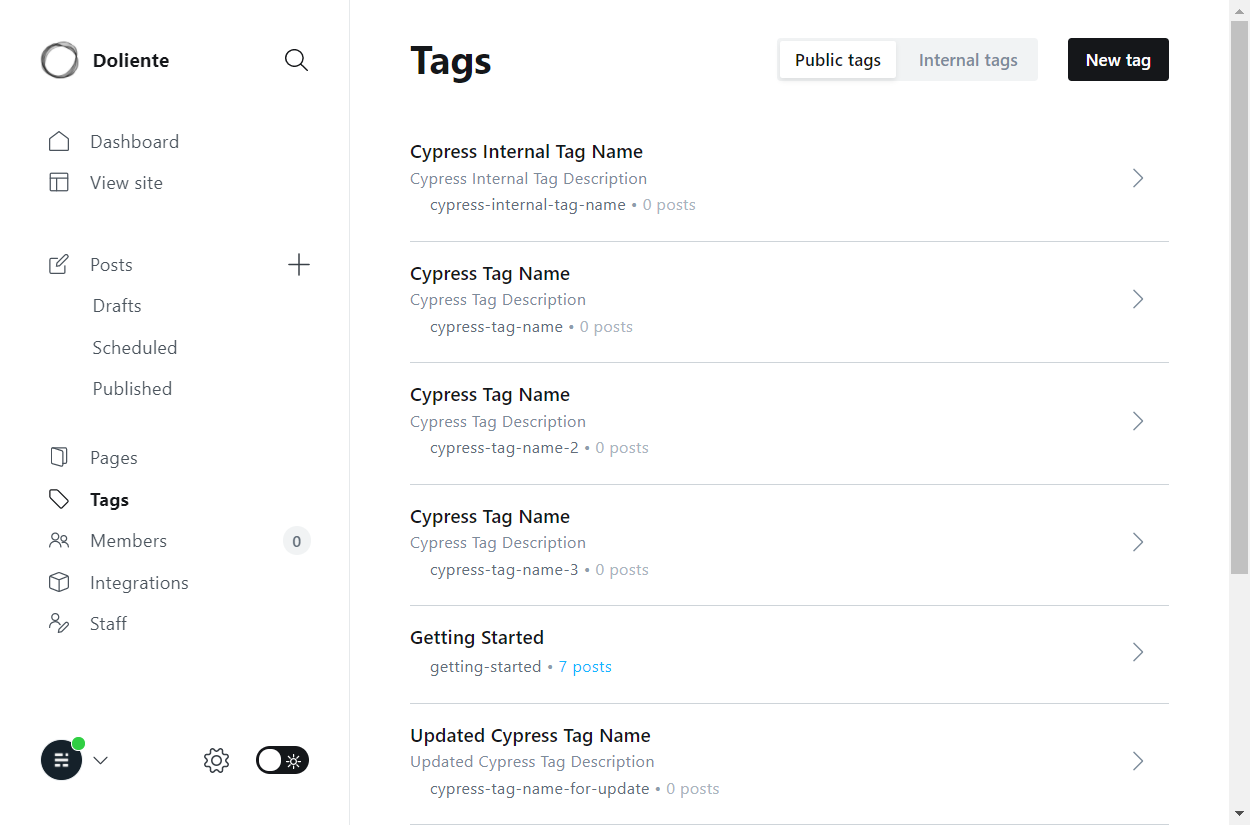 Doliente
Dashboard
View site
Posts
Drafts
Scheduled
Published
Pages
Tags
Members 0
Integrations
Staff
Tags
Public tags Internal tags New tag
Cypress Internal Tag Name
Cypress Internal Tag Description
cypress-internal-tag-name • 0 posts
Cypress Tag Name
Cypress Tag Description
cypress-tag-name • 0 posts
Cypress Tag Name
Cypress Tag Description
cypress-tag-name-2 • 0 posts
Cypress Tag Name
Cypress Tag Description
cypress-tag-name-3 • 0 posts
Getting Started
getting-started • 7 posts
Updated Cypress Tag Name
Updated Cypress Tag Description
cypress-tag-name-for-update • 0 posts